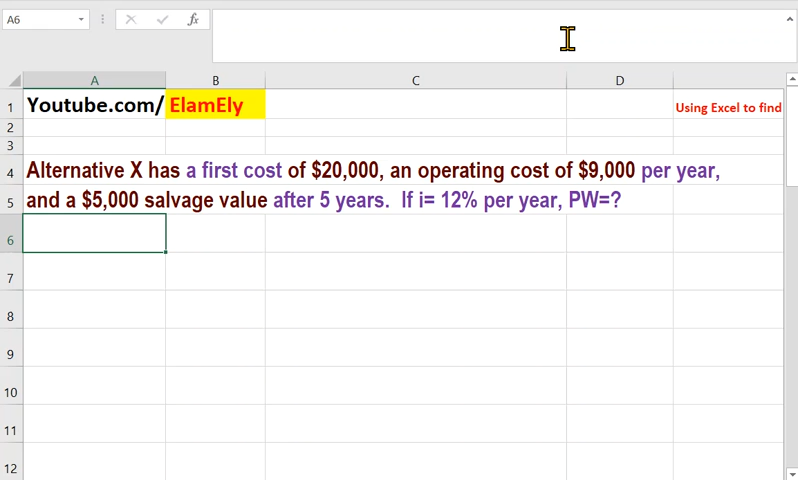 A6
fx
A B C D
1 Youtube.com/ ElamEly Using Excel to find
2
3
4 Alternative X has a first cost of $20,000, an operating cost of $9,000 per year,
5 and a $5,000 salvage value after 5 years. If i= 12% per year, PW=?
6
7
8
9
10
11
12